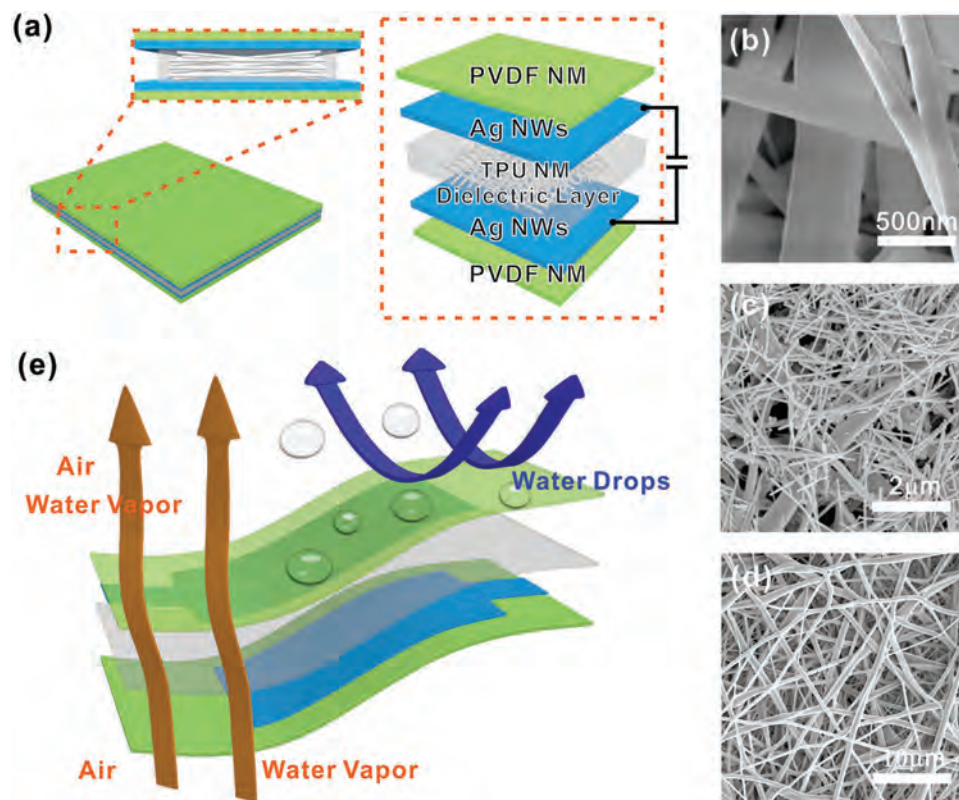 (a)
PVDF NM
Ag NWs
TPU NM
Dielectric Layer
Ag NWs
PVDF NM
(b)
500nm
(c)
2μm
(d)
10μm
(e)
Air
Water Vapor
Water Drops
Air
Water Vapor